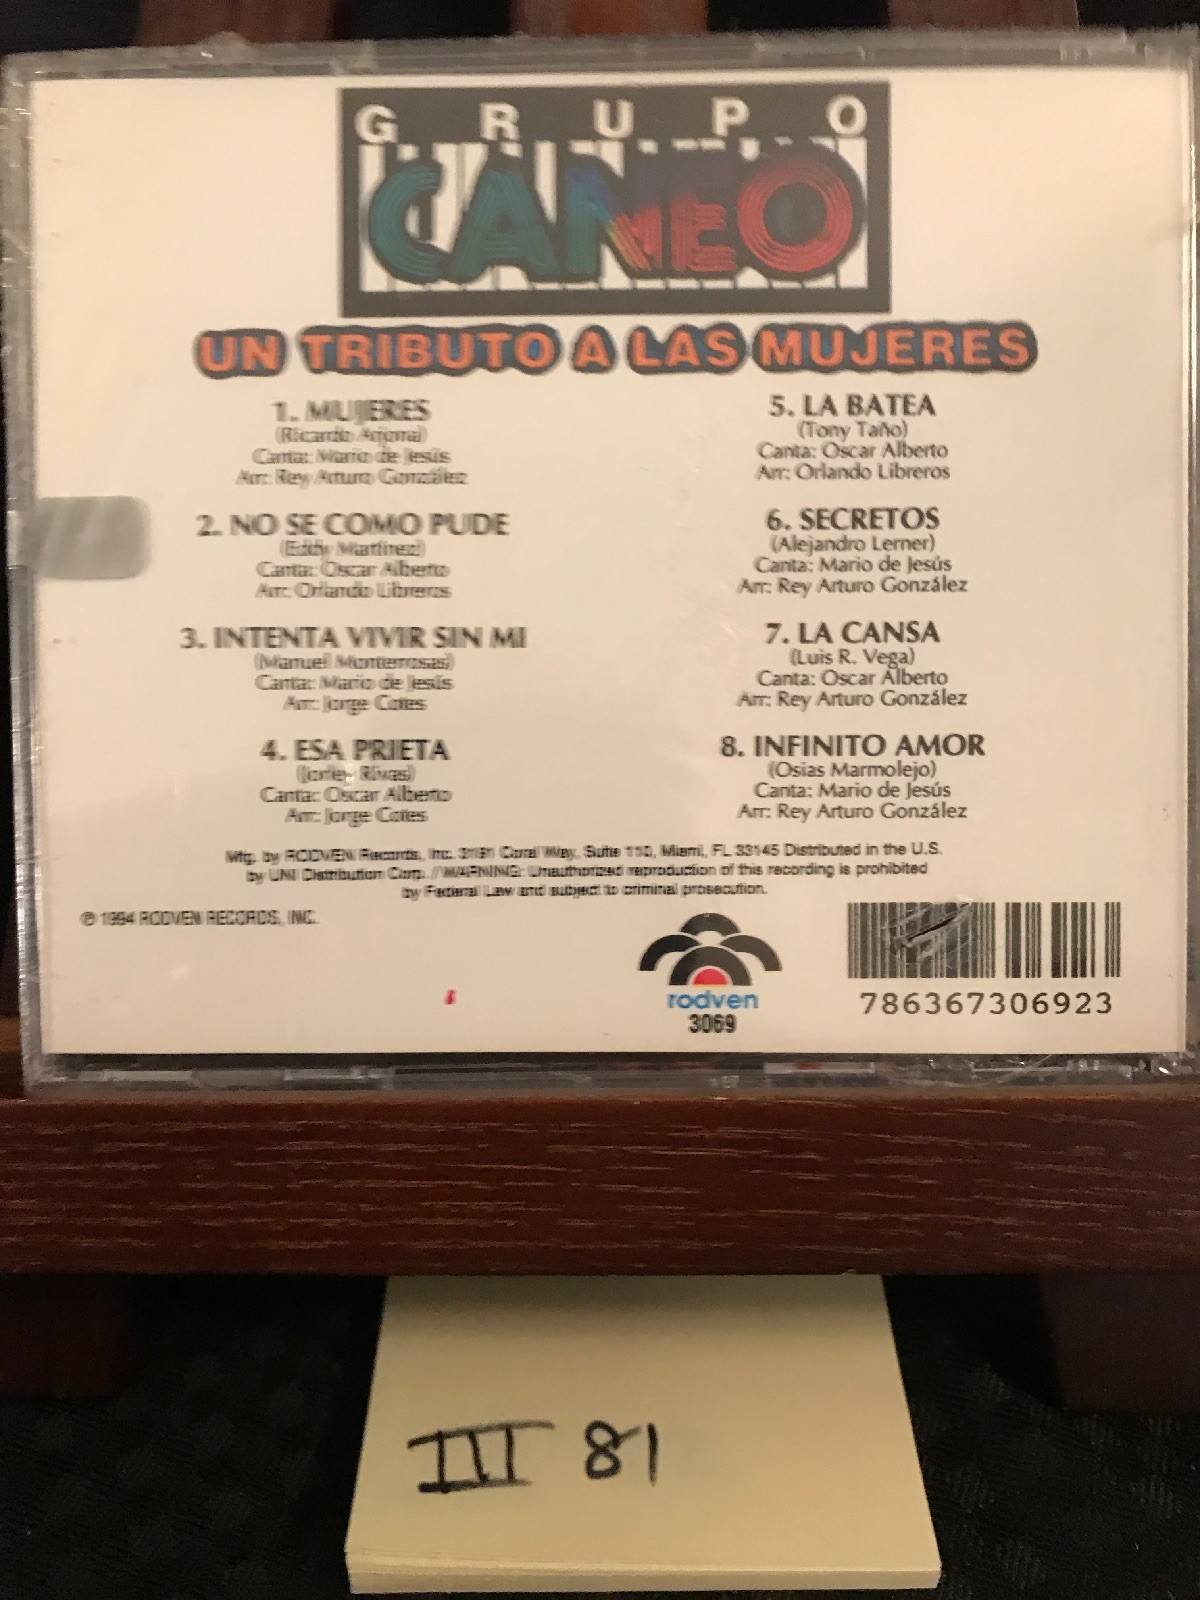 GRUPO
CANEO
UN TRIBUTO A LAS MUJERES
1. MUJERES
(Ricardo Arjona)
Canta: Mario de Jesús
Arr: Rey Arturo González
2. NO SE COMO PUDE
(Eddy Martínez)
Canta: Oscar Alberto
Arr: Orlando Libreros
3. INTENTA VIVIR SIN MI
(Manuel Monterrosas)
Canta: Mario de Jesús
Arr: Jorge Cotes
4. ESA PRIETA
Rivas)
Canta: Oscar Alberto
Arr: Jorge Cotes
5. LA BATEA
(Tony Taño)
Canta: Oscar Alberto
Arr: Orlando Libreros
6. SECRETOS
(Alejandro Lerner)
Canta: Mario de Jesús
Arr: Rey Arturo González
7. LA CANSA
(Luis R. Vega)
Canta: Oscar Alberto
Arr: Rey Arturo González
8. INFINITO AMOR
(Osias Marmolejo)
Canta: Mario de Jesús
Arr: Rey Arturo González
Mfg. by RODVEN Records, Inc. 3191 Coral Way, Suite 110, Miami, FL 33145 Distributed in the U.S.
by UNI Distribution Corp. // WARNING: Unauthorized reproduction of this recording is prohibited
by Federal Law and subject to criminal prosecution.
℗ 1994 RODVEN RECORDS, INC.
rodven
3069
786367306923
III 81